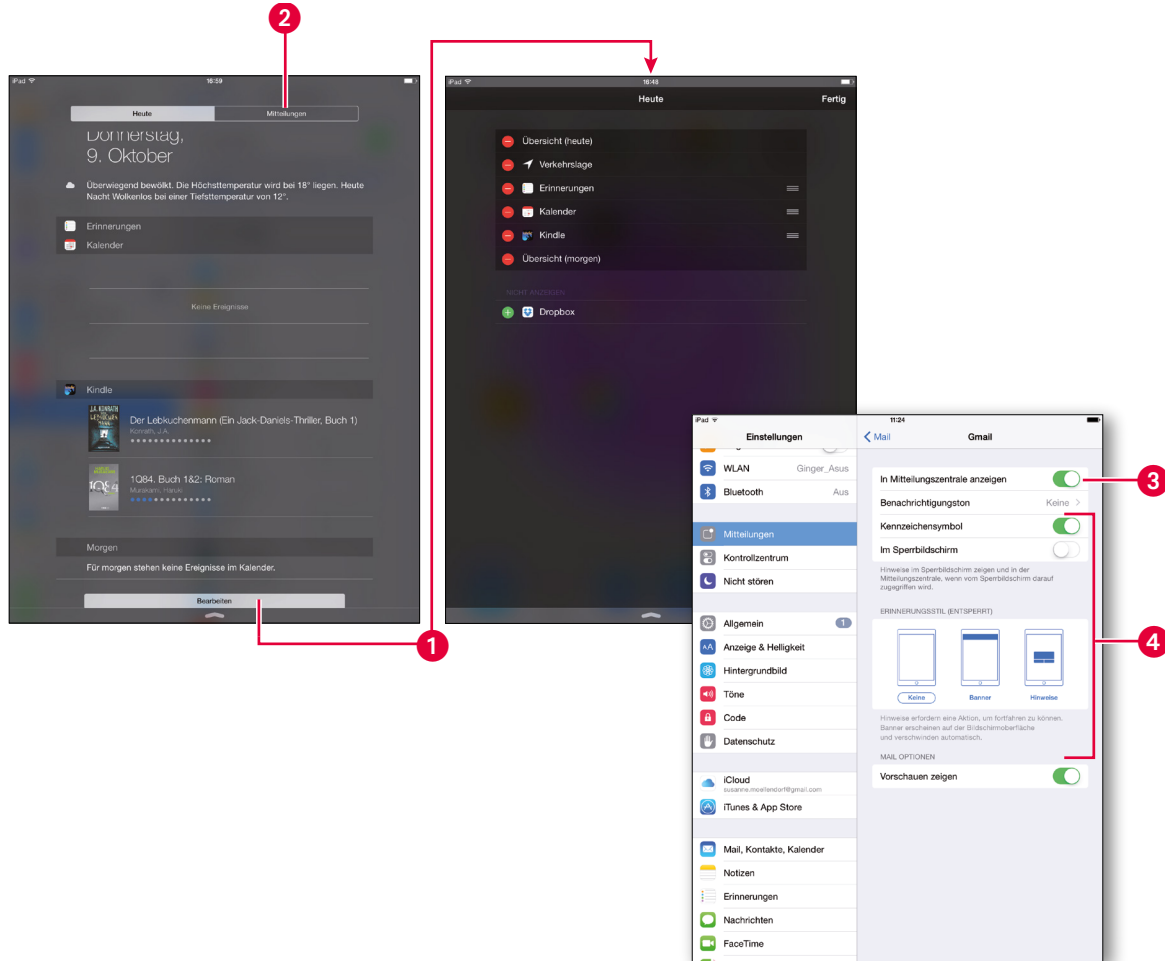 2
iPad 16:59
Heute Mitteilungen
Donnerstag,
9. Oktober
Überwiegend bewölkt. Die Höchsttemperatur wird bei 18° liegen. Heute
Nacht Wolkenlos bei einer Tiefsttemperatur von 12°.
Erinnerungen
Kalender
Keine Ereignisse
Kindle
J.A. KONRATH
Der Lebkuchenmann (Ein Jack-Daniels-Thriller, Buch 1)
Konrath, J.A.
1Q84
1Q84. Buch 1&2: Roman
Murakami, Haruki
Morgen
Für morgen stehen keine Ereignisse im Kalender.
Bearbeiten
1
iPad 16:48
Heute Fertig
Übersicht (heute)
Verkehrslage
Erinnerungen
Kalender
Kindle
Übersicht (morgen)
NICHT ANZEIGEN
Dropbox
iPad 11:24
Einstellungen
WLAN Ginger_Asus
Bluetooth Aus
Mitteilungen
Kontrollzentrum
Nicht stören
Allgemein 1
AA Anzeige & Helligkeit
Hintergrundbild
Töne
Code
Datenschutz
iCloud
susanne.moellendorf@gmail.com
iTunes & App Store
Mail, Kontakte, Kalender
Notizen
Erinnerungen
Nachrichten
FaceTime
Mail Gmail
In Mitteilungszentrale anzeigen
3
Benachrichtigungston Keine
Kennzeichensymbol
Im Sperrbildschirm
Hinweise im Sperrbildschirm zeigen und in der
Mitteilungszentrale, wenn vom Sperrbildschirm darauf
zugegriffen wird.
ERINNERUNGSSTIL (ENTSPERRT)
4
Keine Banner Hinweise
Hinweise erfordern eine Aktion, um fortfahren zu können.
Banner erscheinen auf der Bildschirmoberfläche
und verschwinden automatisch.
MAIL OPTIONEN
Vorschauen zeigen